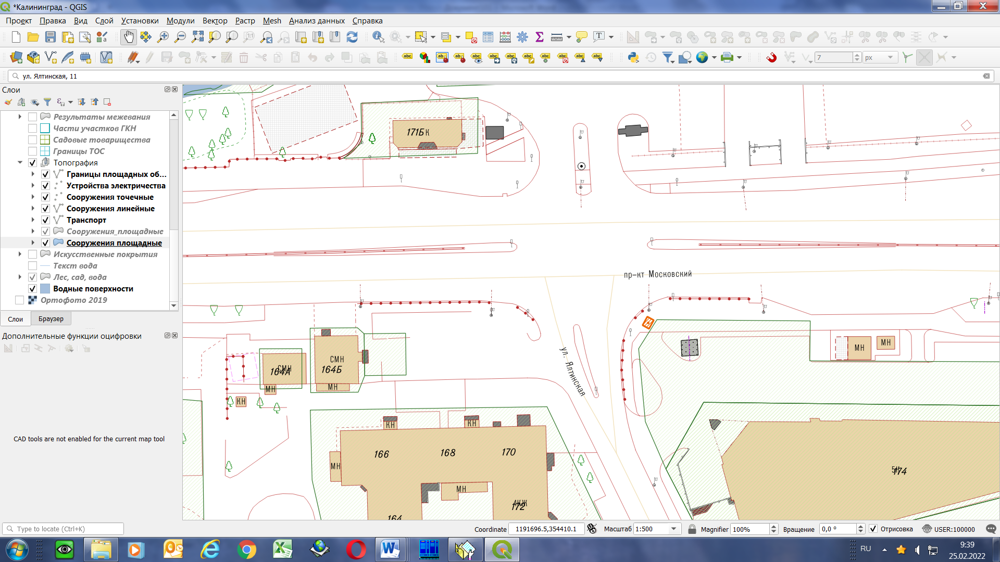 *Калининград - QGIS
Проект Правка Вид Слой Установки Модули Вектор Растр Mesh Анализ данных Справка
7 px
ул. Ялтинская, 11
Слои
Результаты межевания
Части участков ГКН
Садовые товарищества
Границы ТОС
Топография
Границы площадных об...
Устройства электричества
Сооружения точечные
Сооружения линейные
Транспорт
Сооружения_площадные
Сооружения площадные
Искусственные покрытия
Текст вода
Лес, сад, вода
Водные поверхности
Ортофото 2019
Слои Браузер
Дополнительные функции оцифровки
CAD tools are not enabled for the current map tool
171Б К
пр-кт Московский
ул. Ялтинская
СМН
164Б
МН
СМН
164А
МН
КН
МН
МН
КН
КН
166
168
170
МН
МН
172
164
174
Type to locate (Ctrl+K)
Coordinate 1191696.5,354410.1 Масштаб 1:500 Magnifier 100% Вращение 0,0 ° Отрисовка USER:100000
RU
9:39
25.02.2022